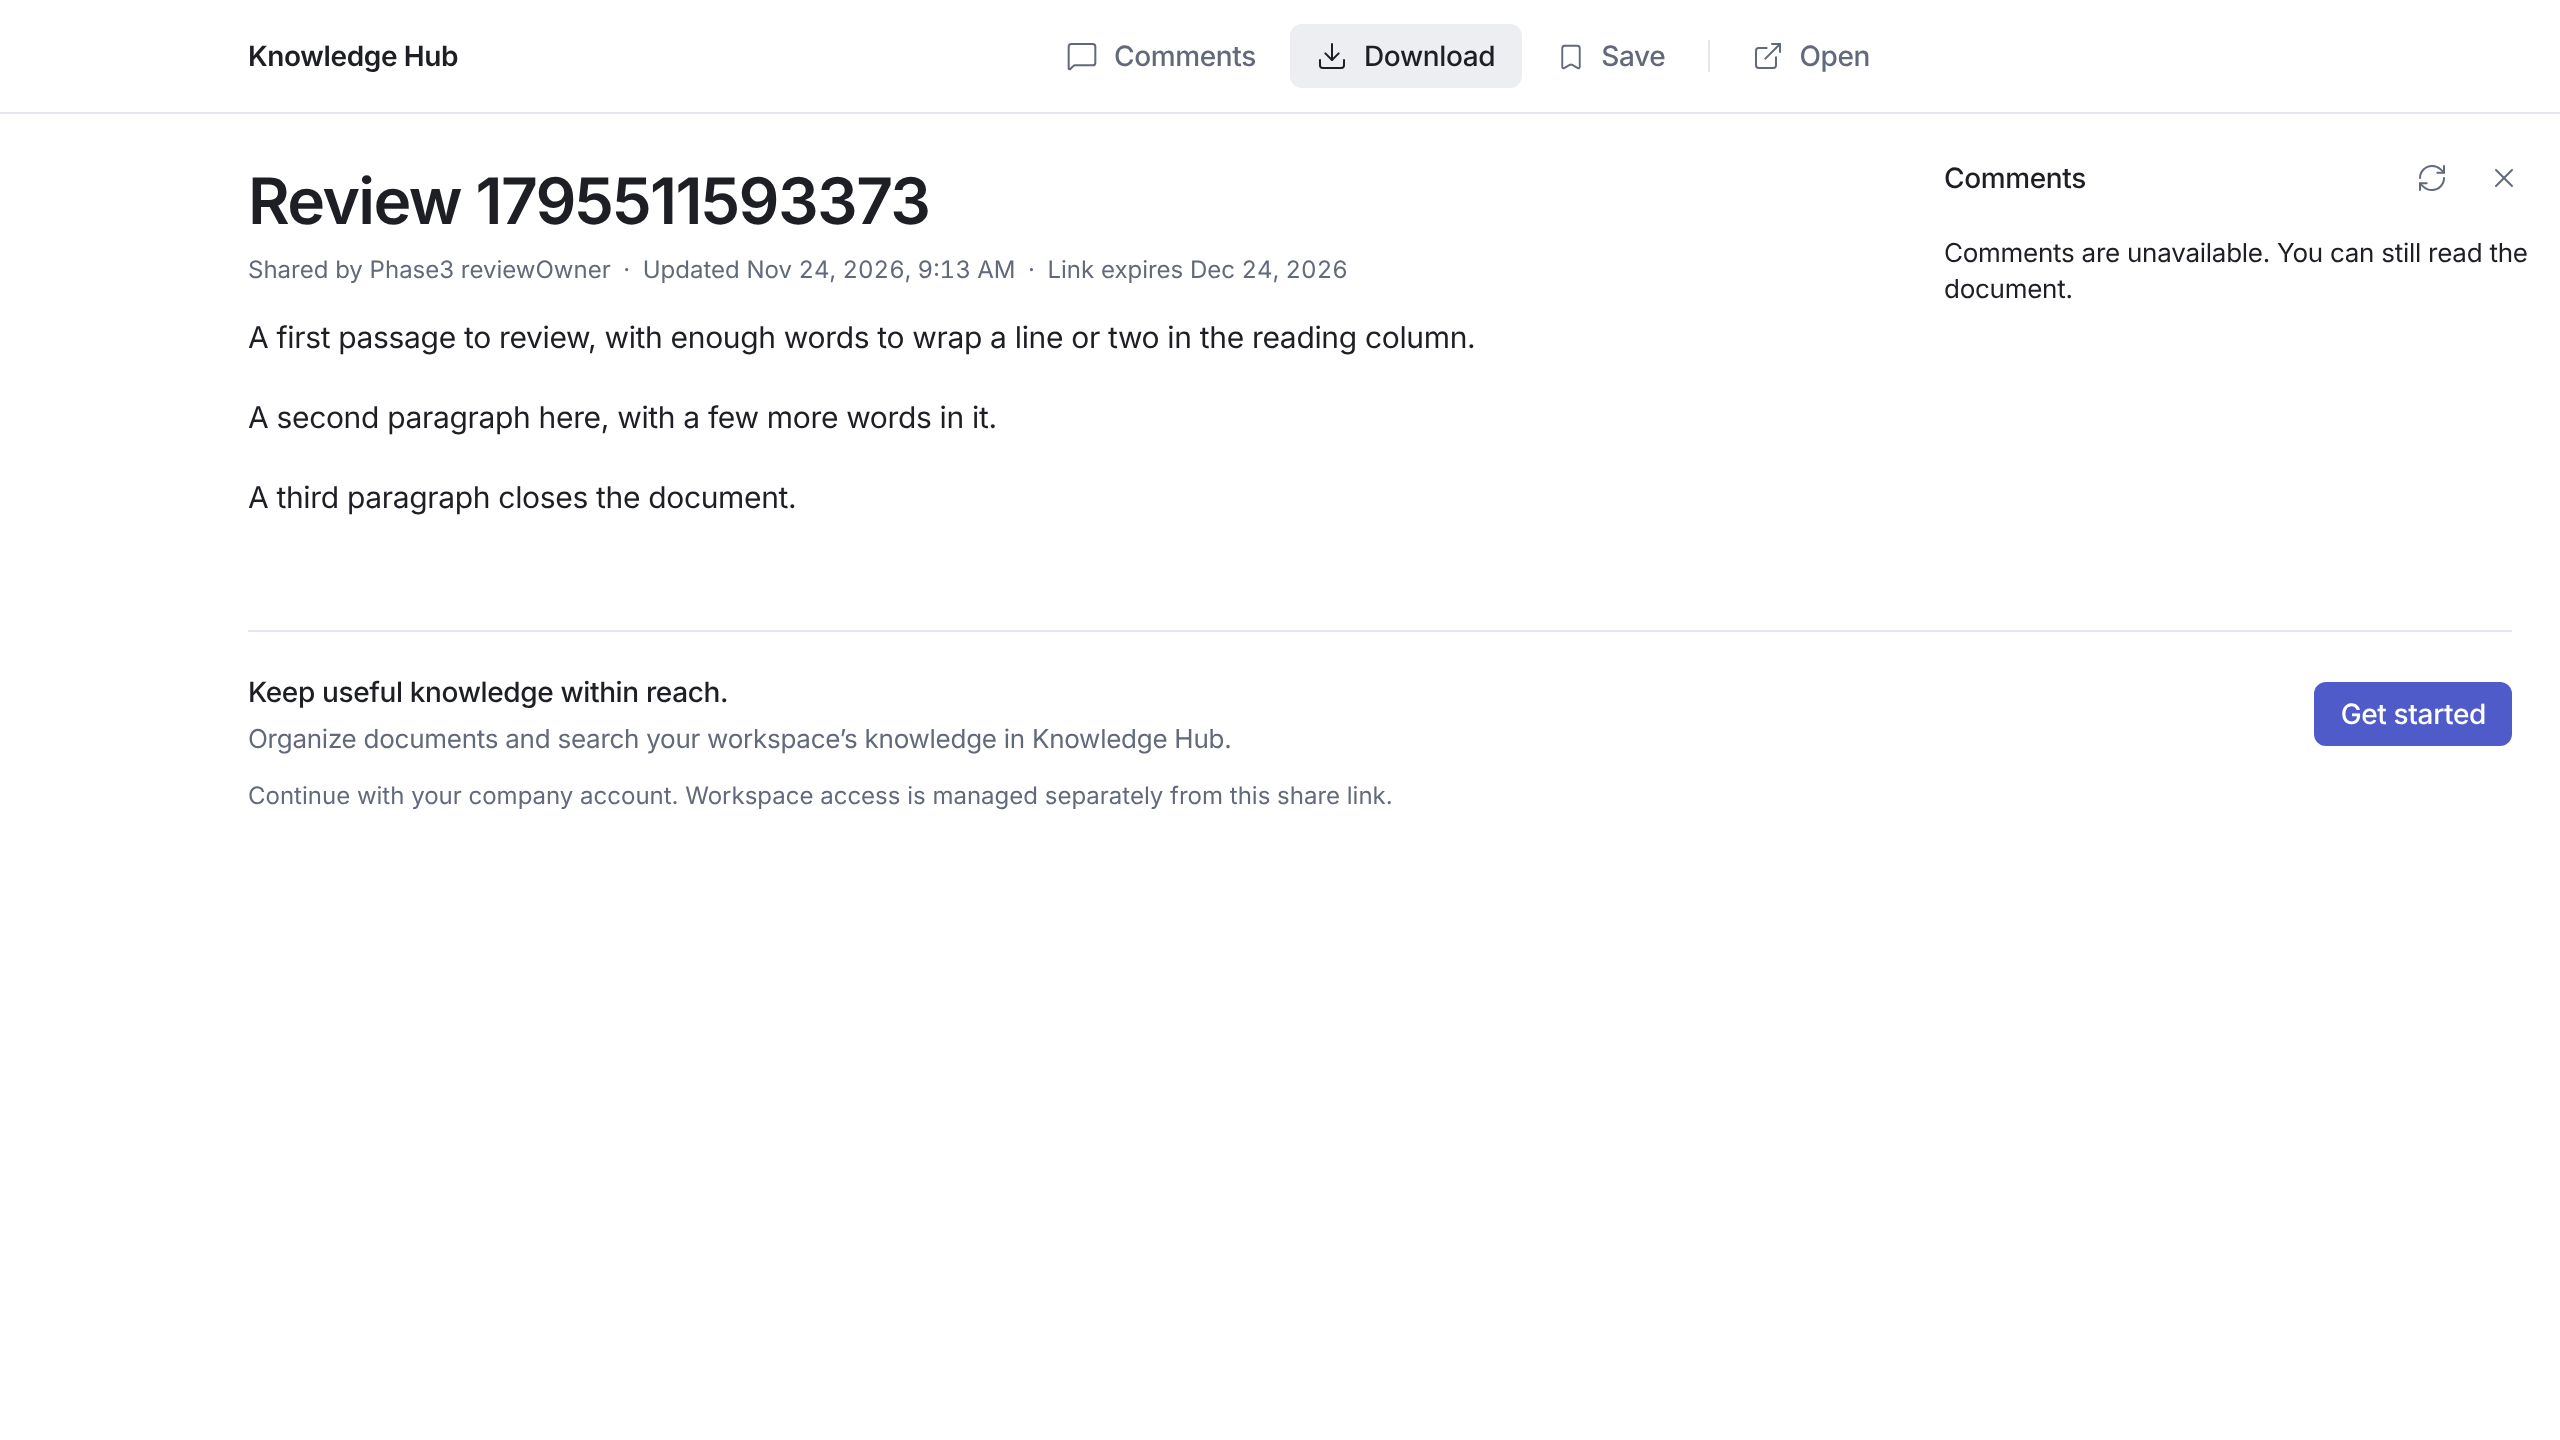 Knowledge Hub
Comments
Download
Save
Open
Review 1795511593373
Shared by Phase3 reviewOwner · Updated Nov 24, 2026, 9:13 AM · Link expires Dec 24, 2026
A first passage to review, with enough words to wrap a line or two in the reading column.
A second paragraph here, with a few more words in it.
A third paragraph closes the document.
Comments
Comments are unavailable. You can still read the
document.
Keep useful knowledge within reach.
Organize documents and search your workspace’s knowledge in Knowledge Hub.
Continue with your company account. Workspace access is managed separately from this share link.
Get started